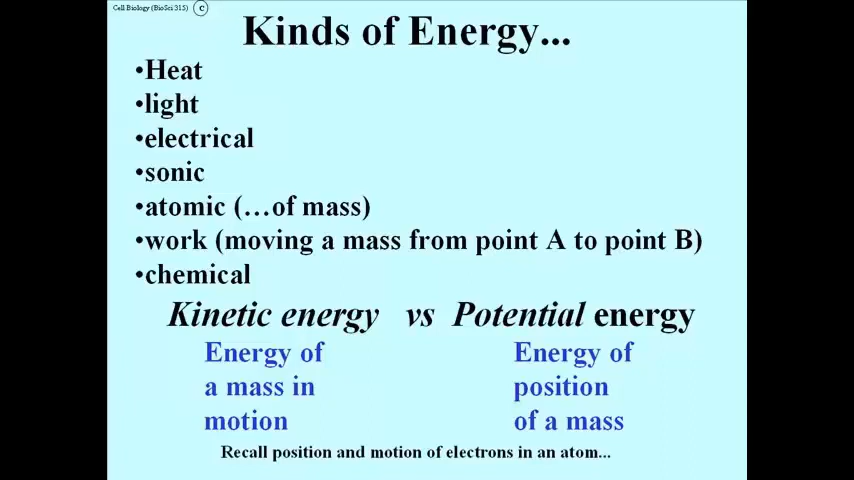 Cell Biology (BioSci 315) C
Kinds of Energy...
•Heat
•light
•electrical
•sonic
•atomic (…of mass)
•work (moving a mass from point A to point B)
•chemical
Kinetic energy vs Potential energy
Energy of
a mass in
motion
Energy of
position
of a mass
Recall position and motion of electrons in an atom...